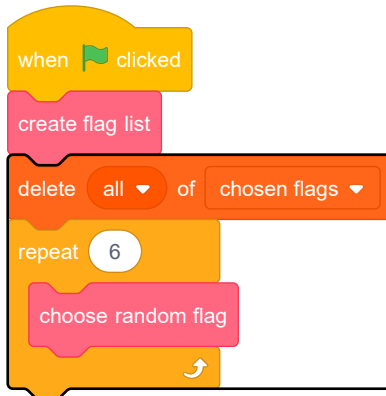 when clicked
create flag list
delete all of chosen flags
repeat 6
choose random flag